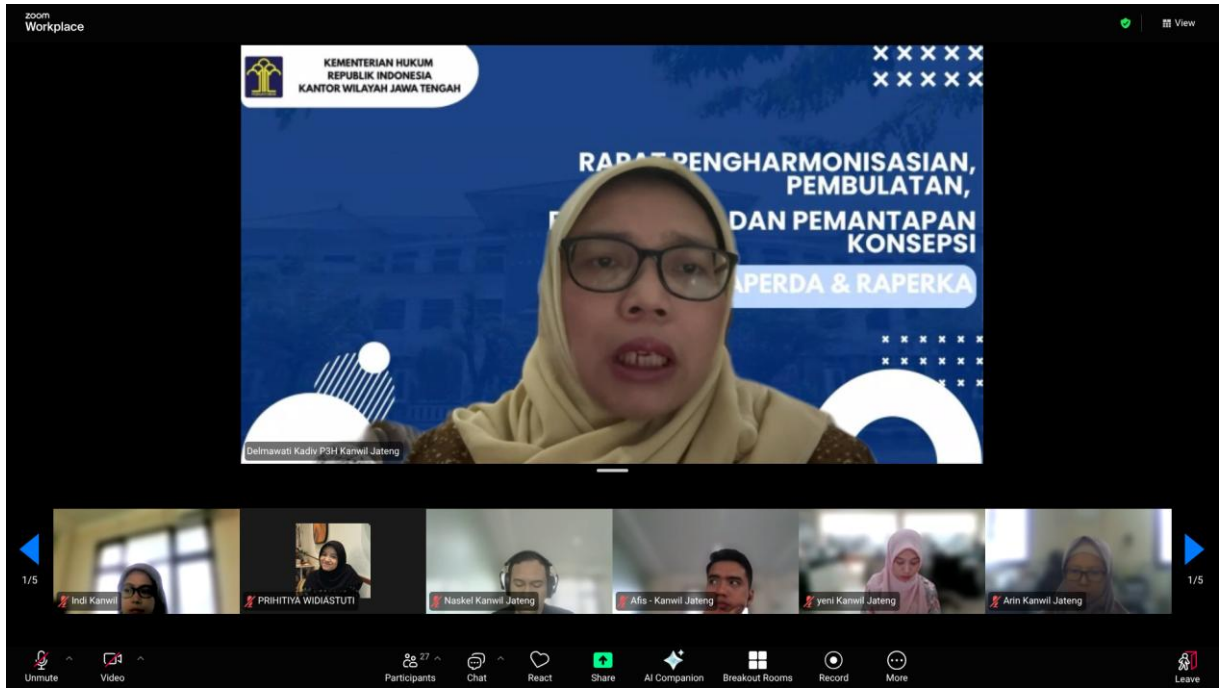 zoom
Workplace
View
KEMENTERIAN HUKUM
REPUBLIK INDONESIA
KANTOR WILAYAH JAWA TENGAH
PENGHARMONISASIAN,
PEMBULATAN,
DAN PEMANTAPAN
KONSEPSI
& RAPERKA
Delmawati Kadiv P3H Kanwil Jateng
1/5
Indi Kanwil
PRIHITIYA WIDIASTUTI
Naskel Kanwil Jateng
Afis - Kanwil Jateng
yeni Kanwil Jateng
Arin Kanwil Jateng
1/5
Unmute
Video
27
Participants
Chat
React
Share
AI Companion
Breakout Rooms
Record
More
Leave